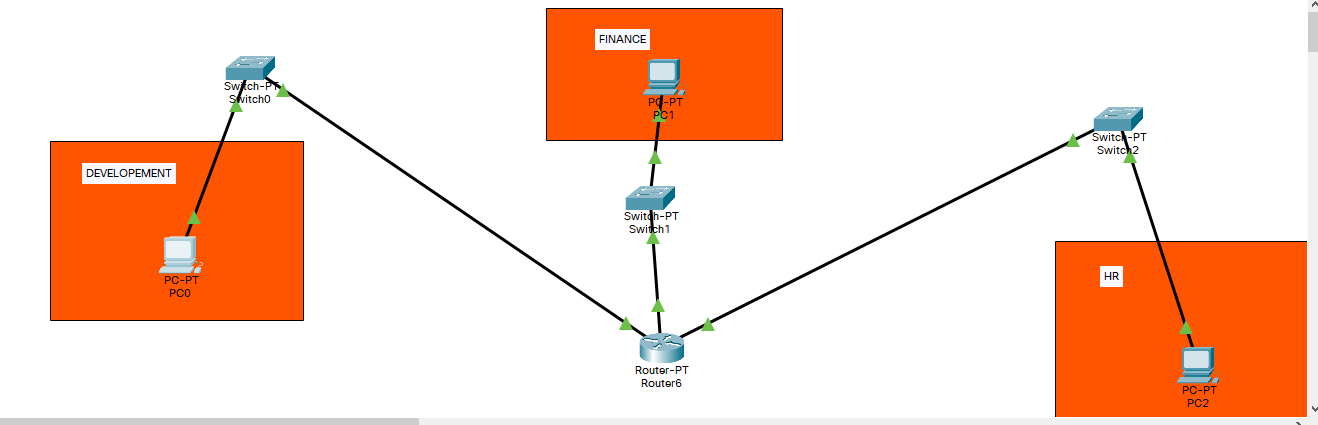 Switch-PT
Switch0
DEVELOPEMENT
PC-PT
PC0
FINANCE
PC-PT
PC1
Switch-PT
Switch1
Router-PT
Router6
Switch-PT
Switch2
HR
PC-PT
PC2